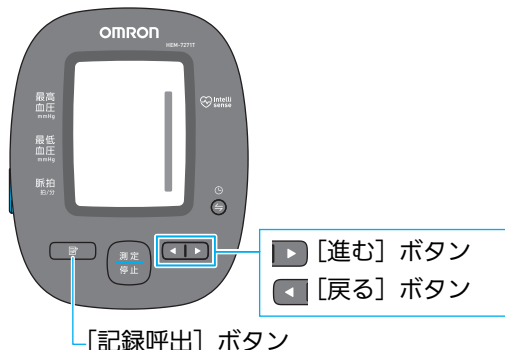 OMRON
HEM-7271T
最高
血圧
mmHg
Intelli
sense
最低
血圧
mmHg
脈拍
拍/分
測定
停止
［進む］ボタン
［戻る］ボタン
［記録呼出］ボタン